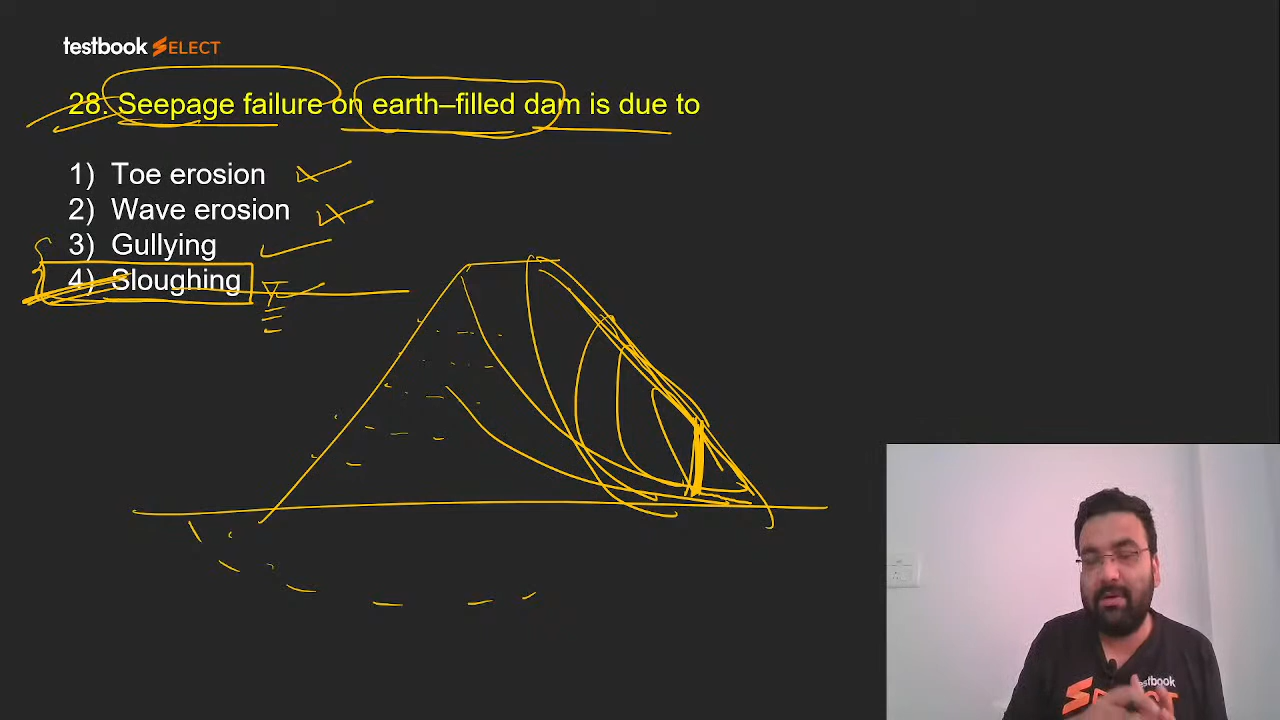 testbook SELECT
28. Seepage failure on earth–filled dam is due to
1) Toe erosion
2) Wave erosion
3) Gullying
4) Sloughing
testbook